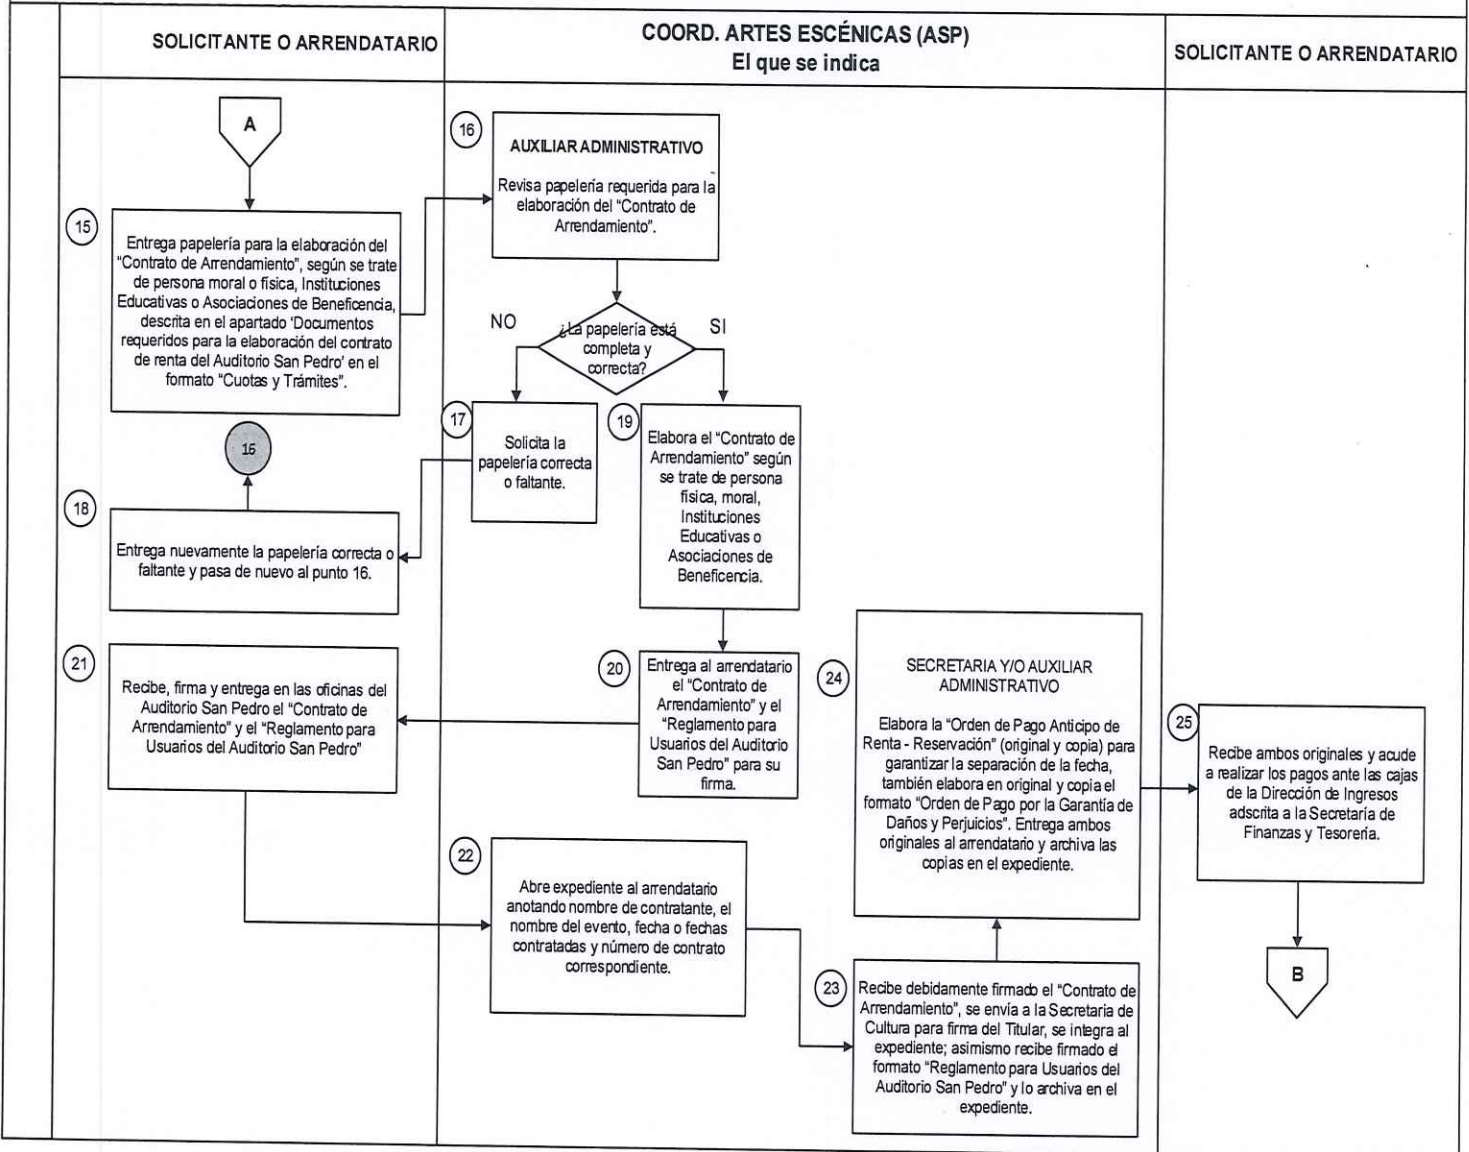 SOLICITANTE O ARRENDATARIO
COORD. ARTES ESCÉNICAS (ASP)
El que se indica
SOLICITANTE O ARRENDATARIO
A
15
Entrega papelería para la elaboración del
“Contrato de Arrendamiento”, según se trate
de persona moral o física, Instituciones
Educativas o Asociaciones de Beneficencia,
descrita en el apartado ‘Documentos
requeridos para la elaboración del contrato
de renta del Auditorio San Pedro’ en el
formato “Cuotas y Trámites”.
16
AUXILIAR ADMINISTRATIVO
Revisa papelería requerida para la
elaboración del “Contrato de
Arrendamiento”.
¿La papelería está
completa y
correcta?
NO
SI
17
Solicita la
papelería correcta
o faltante.
16
18
Entrega nuevamente la papelería correcta o
faltante y pasa de nuevo al punto 16.
19
Elabora el “Contrato de
Arrendamiento” según
se trate de persona
física, moral,
Instituciones
Educativas o
Asociaciones de
Beneficencia.
20
Entrega al arrendatario
el “Contrato de
Arrendamiento” y el
“Reglamento para
Usuarios del Auditorio
San Pedro” para su
firma.
21
Recibe, firma y entrega en las oficinas del
Auditorio San Pedro el “Contrato de
Arrendamiento” y el “Reglamento para
Usuarios del Auditorio San Pedro”
22
Abre expediente al arrendatario
anotando nombre de contratante, el
nombre del evento, fecha o fechas
contratadas y número de contrato
correspondiente.
23
Recibe debidamente firmado el “Contrato de
Arrendamiento”, se envía a la Secretaria de
Cultura para firma del Titular, se integra al
expediente; asimismo recibe firmado el
formato “Reglamento para Usuarios del
Auditorio San Pedro” y lo archiva en el
expediente.
24
SECRETARIA Y/O AUXILIAR
ADMINISTRATIVO
Elabora la “Orden de Pago Anticipo de
Renta - Reservación” (original y copia) para
garantizar la separación de la fecha,
también elabora en original y copia el
formato “Orden de Pago por la Garantía de
Daños y Perjuicios”. Entrega ambos
originales al arrendatario y archiva las
copias en el expediente.
25
Recibe ambos originales y acude
a realizar los pagos ante las cajas
de la Dirección de Ingresos
adscrita a la Secretaría de
Finanzas y Tesorería.
B